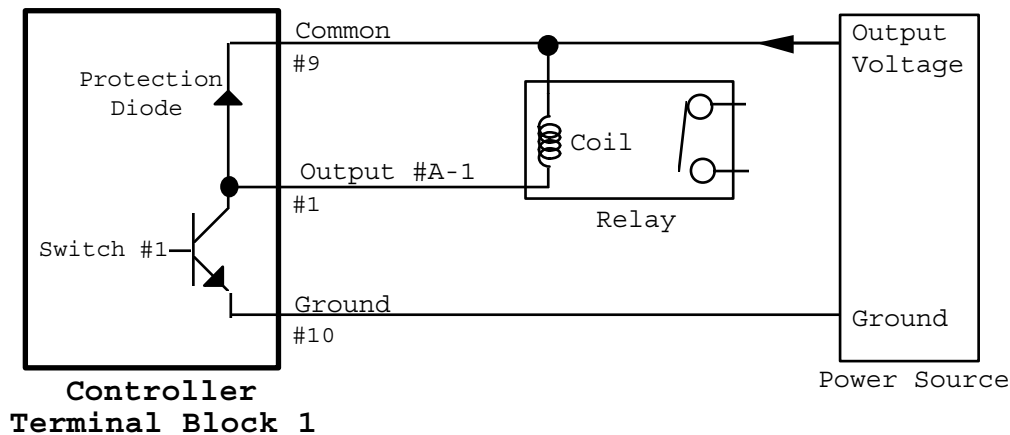 Common
#9
Output
Voltage
Protection
Diode
Coil
Output #A-1
#1
Relay
Switch #1
Ground
#10
Ground
Power Source
Controller
Terminal Block 1